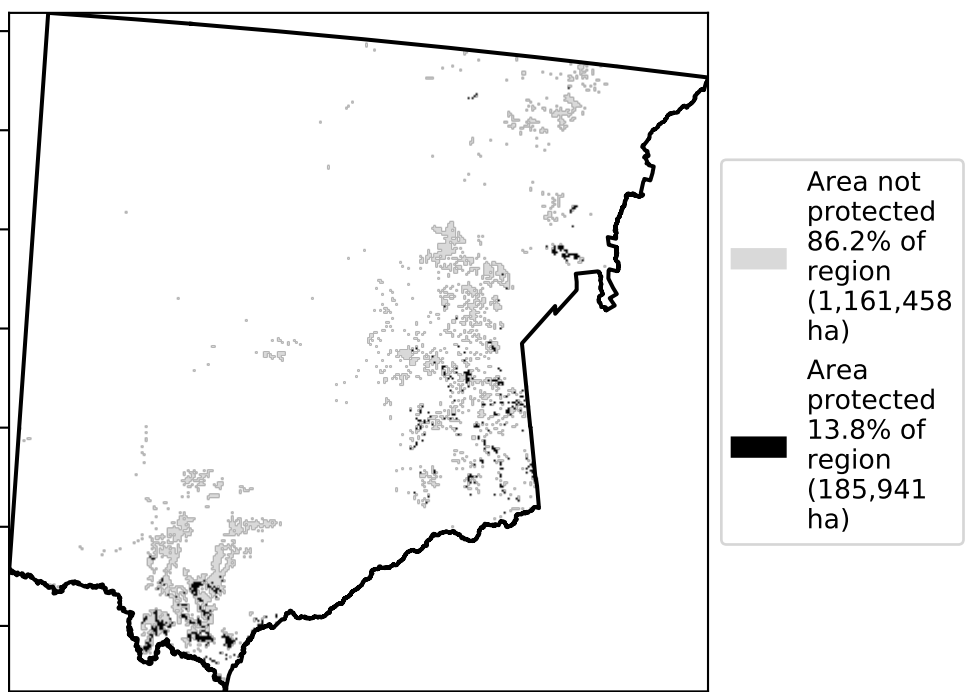 Area not
protected
86.2% of
region
(1,161,458
ha)
Area
protected
13.8% of
region
(185,941
ha)